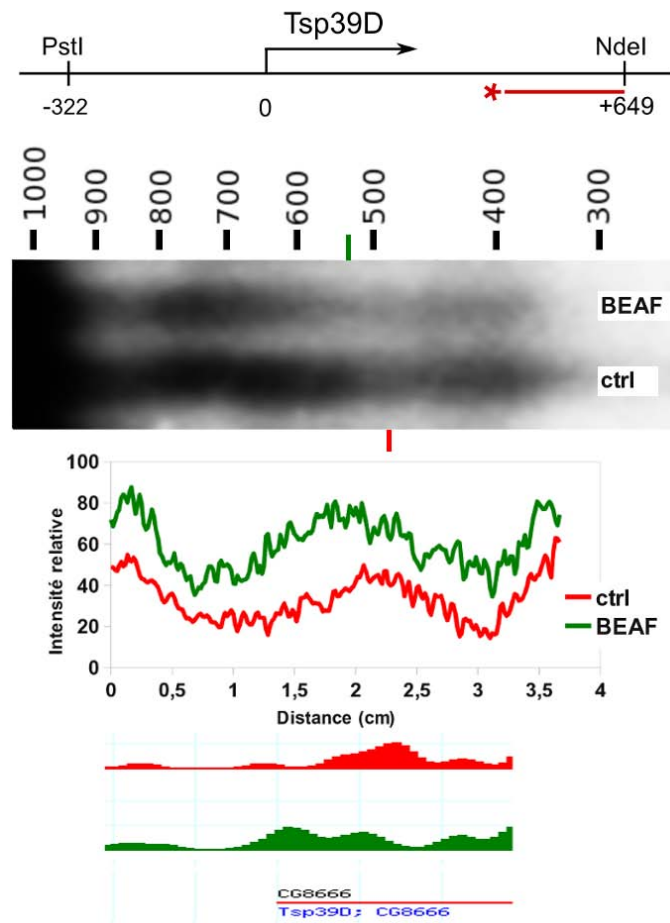 Tsp39D
PstI NdeI
-322 0 * +649
1000 900 800 700 600 500 400 300
BEAF
ctrl
100
80
60
40
20
0
Intensité relative
0 0,5 1 1,5 2 2,5 3 3,5 4
Distance (cm)
ctrl
BEAF
CG8666
Tsp39D; CG8666